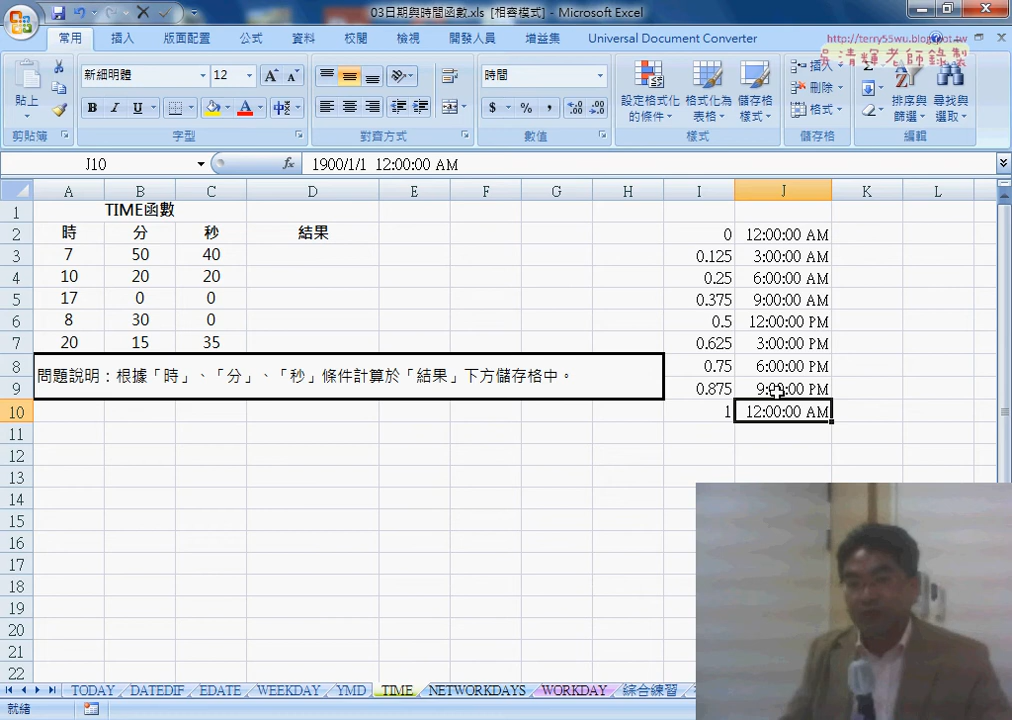 03日期與時間函數.xls [相容模式] - Microsoft Excel
常用 插入 版面配置 公式 資料 校閱 檢視 開發人員 增益集 Universal Document Converter
http://terry55wu.blogspot.tw
吳清輝老師錄製
貼上 新細明體 12 時間 設定格式化的條件 格式化為表格 儲存格樣式 插入 刪除 格式 排序與篩選 尋找與選取
剪貼簿 字型 對齊方式 數值 樣式 儲存格 編輯
J10 fx 1900/1/1 12:00:00 AM
A B C D E F G H I J K L
1 TIME函數
2 時 分 秒 結果 0 12:00:00 AM
3 7 50 40 0.125 3:00:00 AM
4 10 20 20 0.25 6:00:00 AM
5 17 0 0 0.375 9:00:00 AM
6 8 30 0 0.5 12:00:00 PM
7 20 15 35 0.625 3:00:00 PM
8 問題說明：根據「時」、「分」、「秒」條件計算於「結果」下方儲存格中。 0.75 6:00:00 PM
9 0.875 9:00:00 PM
10 1 12:00:00 AM
11
12
13
14
15
16
17
18
19
20
21
22
TODAY DATEDIF EDATE WEEKDAY YMD TIME NETWORKDAYS WORKDAY 綜合練習
就緒